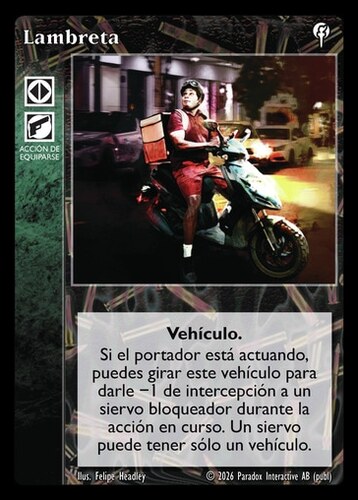 Lambreta
ACCIÓN DE
EQUIPARSE
Vehículo.
Si el portador está actuando,
puedes girar este vehículo para
darle −1 de intercepción a un
siervo bloqueador durante la
acción en curso. Un siervo
puede tener sólo un vehículo.
Ilus. Felipe Headley
© 2026 Paradox Interactive AB (publ)